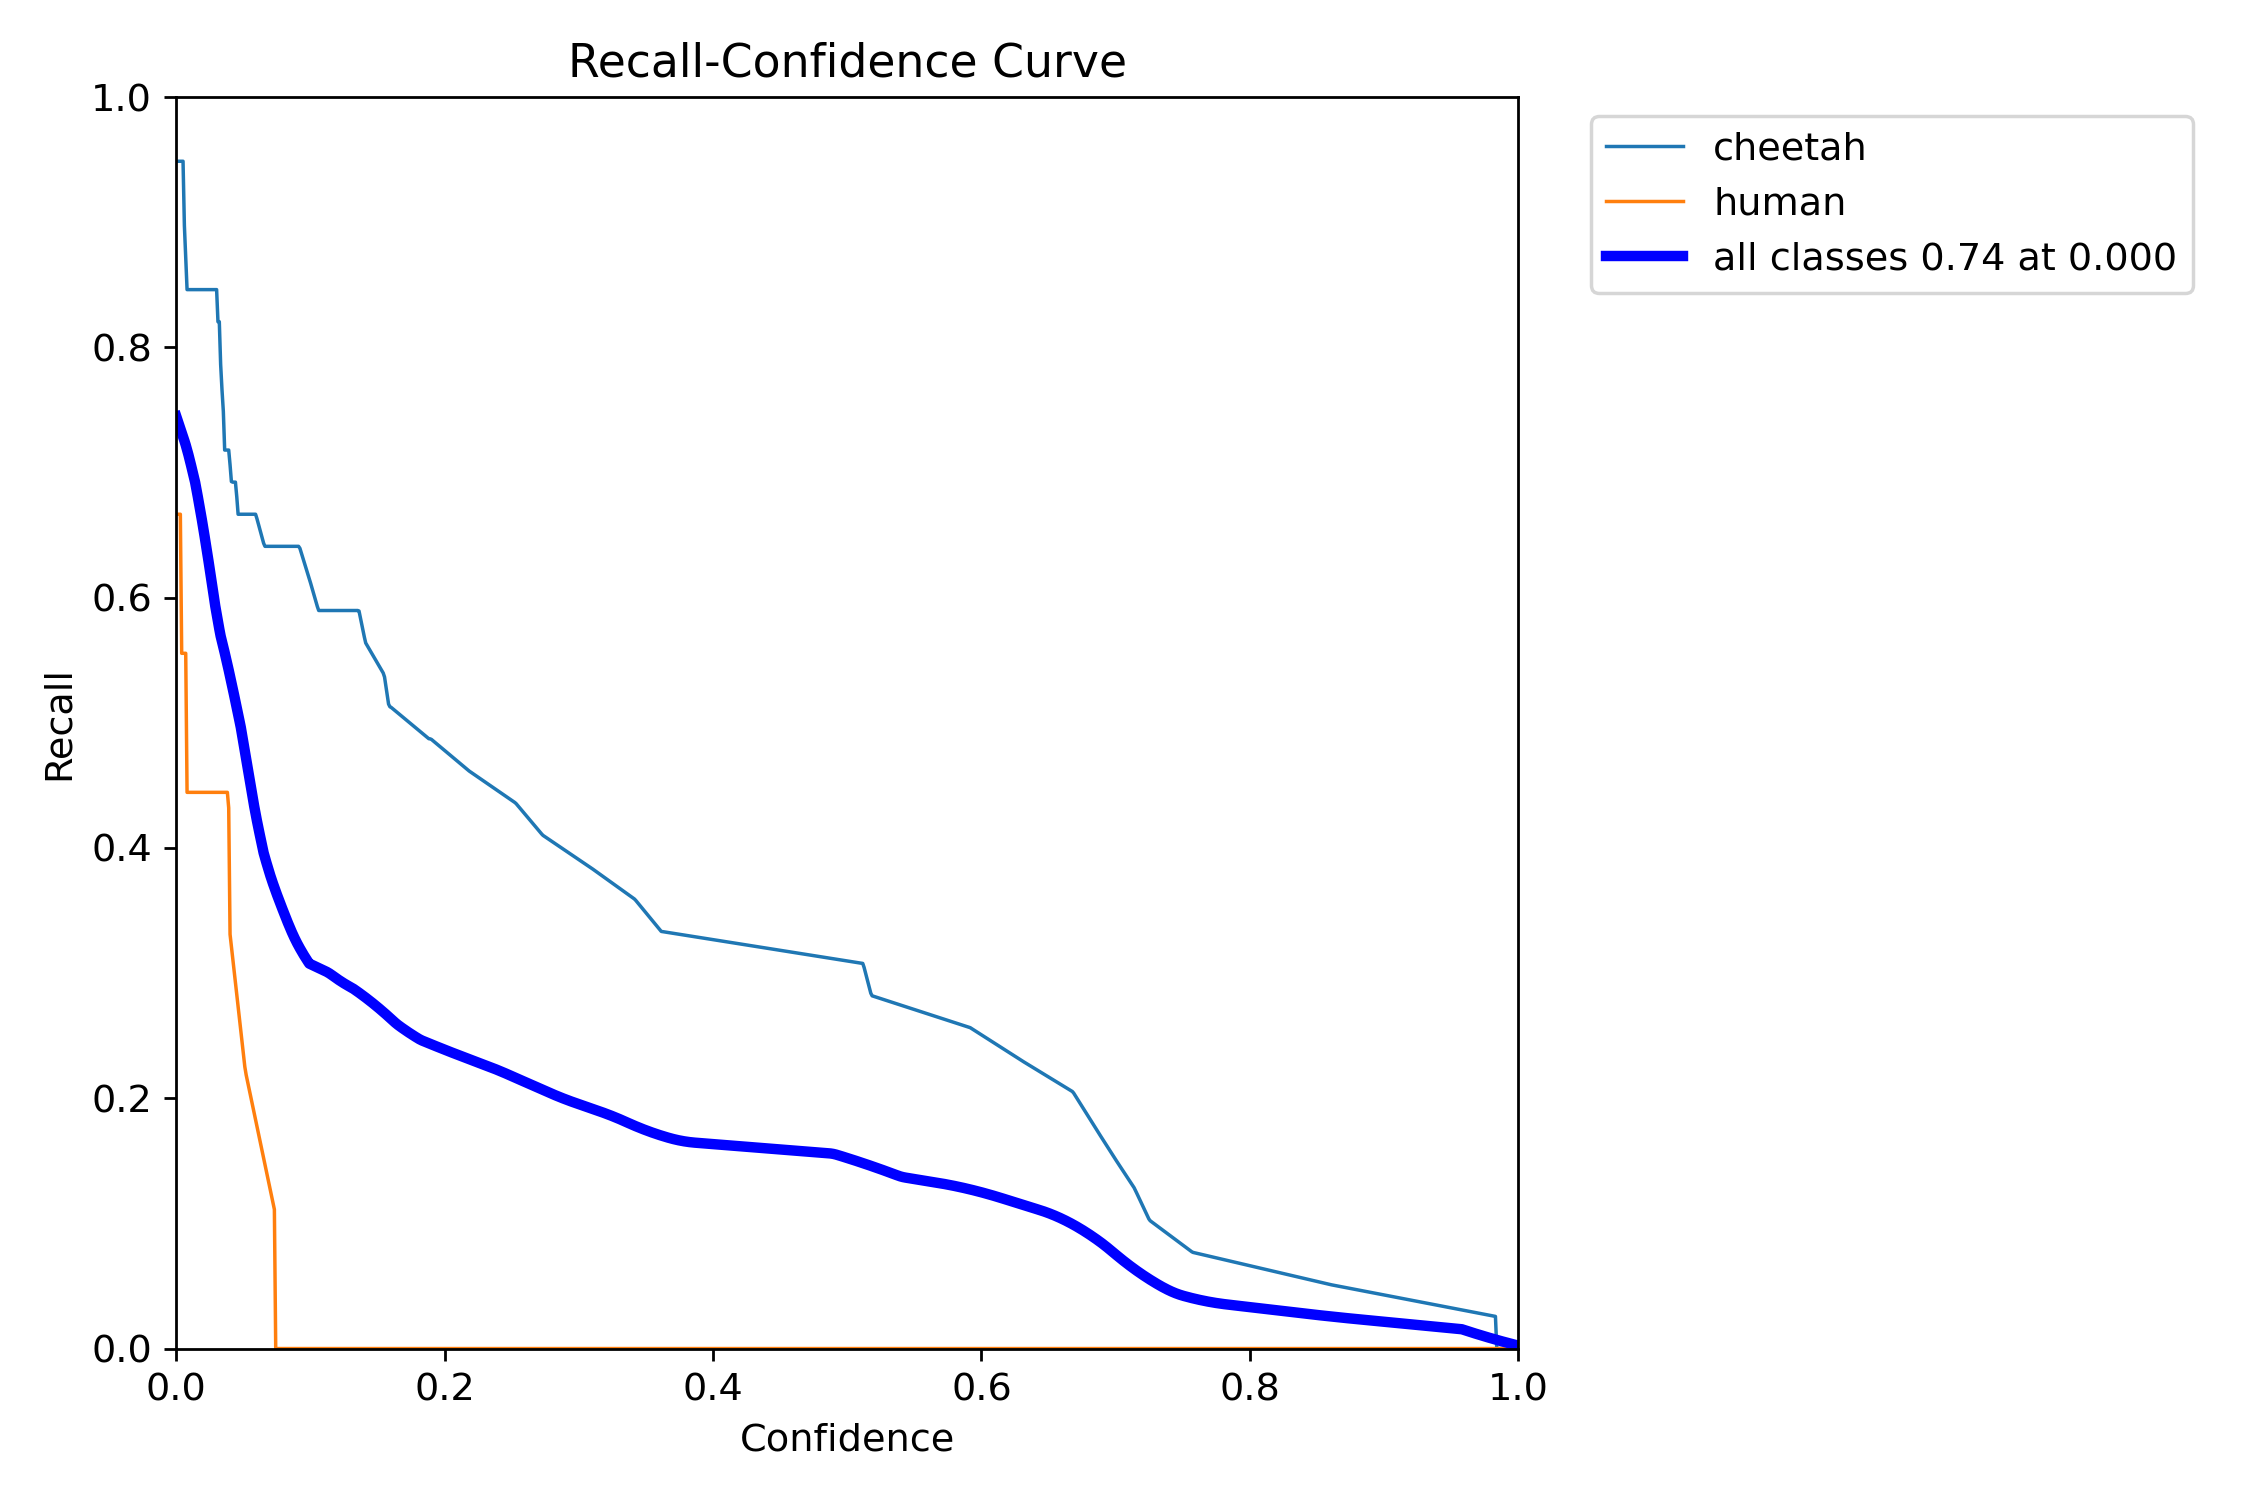 Recall-Confidence Curve
1.0
0.8
0.6
0.4
0.2
0.0
Recall
0.0 0.2 0.4 0.6 0.8 1.0
Confidence
cheetah
human
all classes 0.74 at 0.000